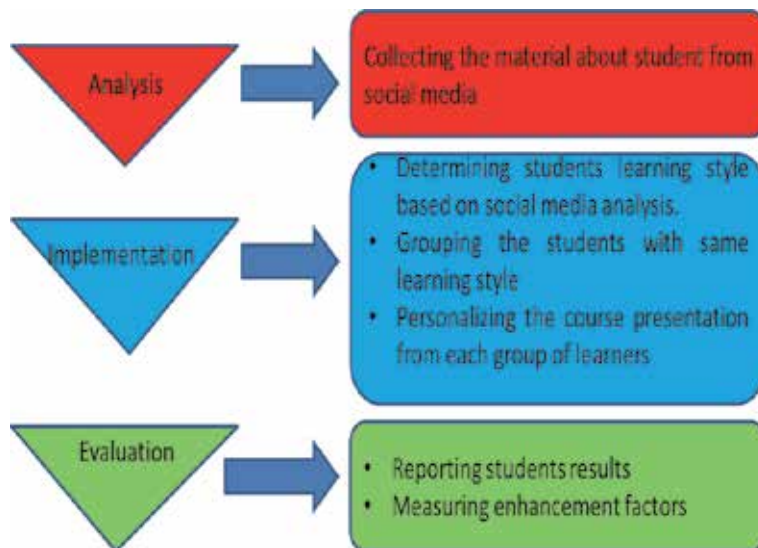 Analysis
Collecting the material about student from
social media
Implementation
• Determining students learning style
based on social media analysis.
• Grouping the students with same
learning style
• Personalizing the course presentation
from each group of learners
Evaluation
• Reporting students results
• Measuring enhancement factors